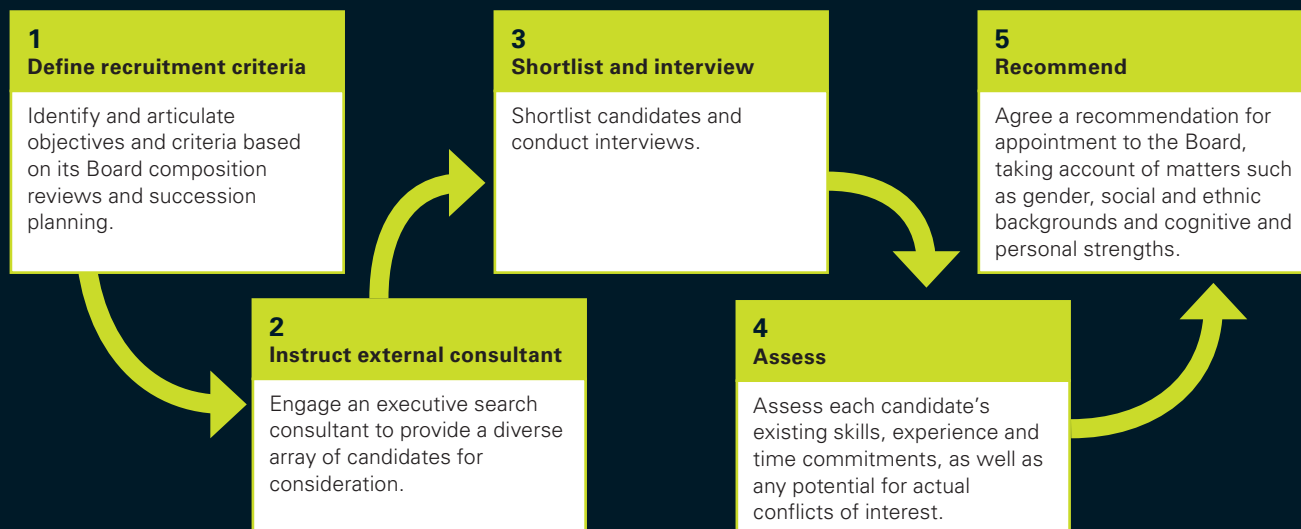 1
Define recruitment criteria
Identify and articulate
objectives and criteria based
on its Board composition
reviews and succession
planning.
2
Instruct external consultant
Engage an executive search
consultant to provide a diverse
array of candidates for
consideration.
3
Shortlist and interview
Shortlist candidates and
conduct interviews.
4
Assess
Assess each candidate’s
existing skills, experience and
time commitments, as well as
any potential for actual
conflicts of interest.
5
Recommend
Agree a recommendation for
appointment to the Board,
taking account of matters such
as gender, social and ethnic
backgrounds and cognitive and
personal strengths.